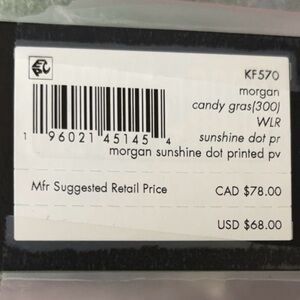 KF570
morgan
candy gras(300)
WLR
sunshine dot pr
1 96021 45145 4
morgan sunshine dot printed pv
Mfr Suggested Retail Price CAD $78.00
USD $68.00